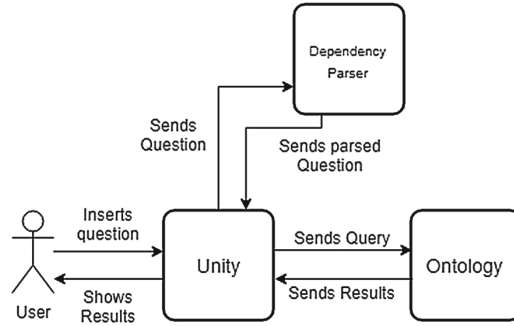 Dependency
Parser
Sends
Question
Sends parsed
Question
Inserts
question
Unity
Sends Query
Ontology
Shows
Results
Sends Results
User